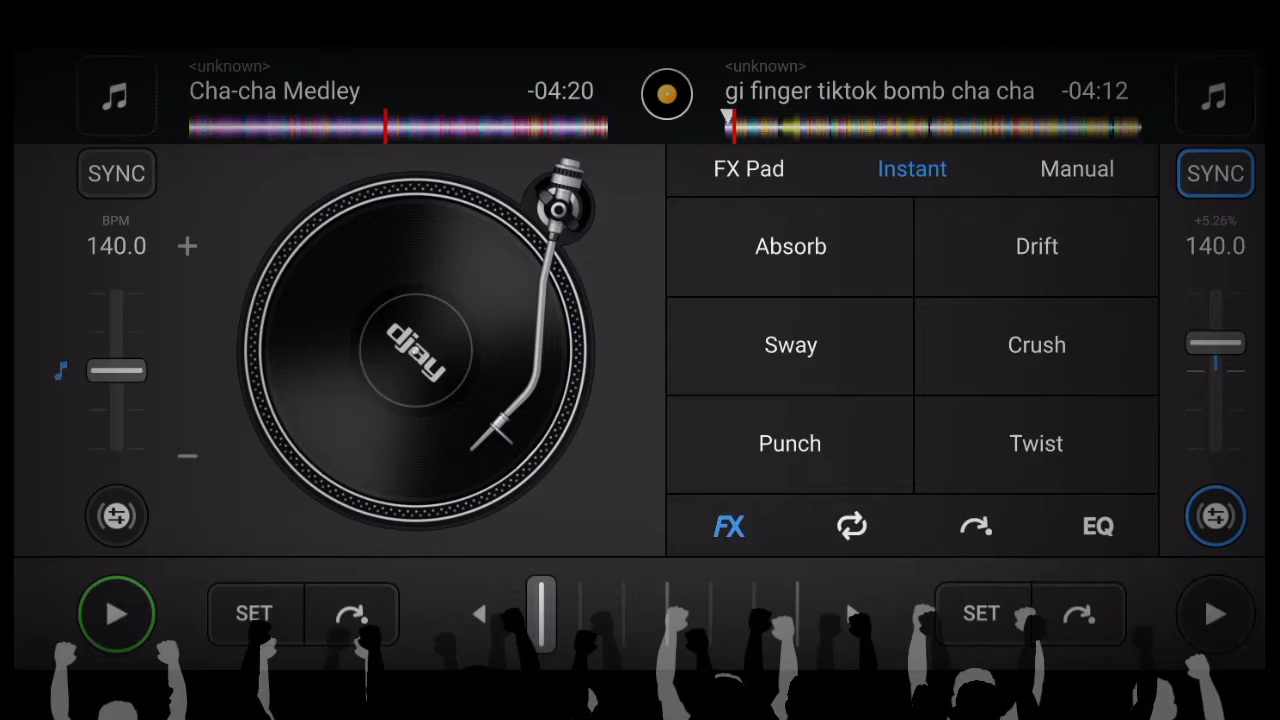 <unknown>
Cha-cha Medley -04:20
<unknown>
gi finger tiktok bomb cha cha -04:12
SYNC
BPM
140.0
djay
FX Pad Instant Manual
Absorb Drift
Sway Crush
Punch Twist
FX EQ
SYNC
+5.26%
140.0
SET
SET